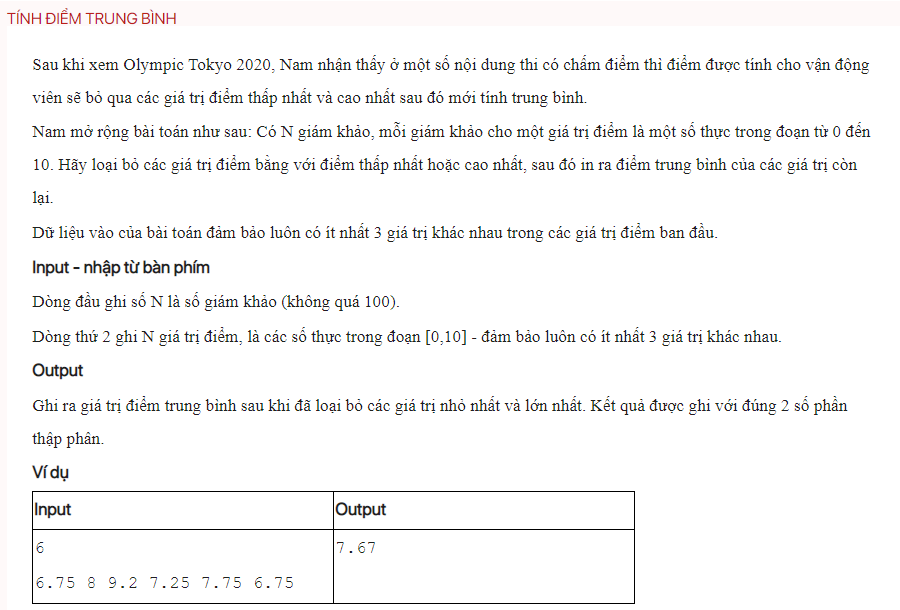 TÍNH ĐIỂM TRUNG BÌNH
Sau khi xem Olympic Tokyo 2020, Nam nhận thấy ở một số nội dung thi có chấm điểm thì điểm được tính cho vận động
viên sẽ bỏ qua các giá trị điểm thấp nhất và cao nhất sau đó mới tính trung bình.
Nam mở rộng bài toán như sau: Có N giám khảo, mỗi giám khảo cho một giá trị điểm là một số thực trong đoạn từ 0 đến
10. Hãy loại bỏ các giá trị điểm bằng với điểm thấp nhất hoặc cao nhất, sau đó in ra điểm trung bình của các giá trị còn
lại.
Dữ liệu vào của bài toán đảm bảo luôn có ít nhất 3 giá trị khác nhau trong các giá trị điểm ban đầu.
Input - nhập từ bàn phím
Dòng đầu ghi số N là số giám khảo (không quá 100).
Dòng thứ 2 ghi N giá trị điểm, là các số thực trong đoạn [0,10] - đảm bảo luôn có ít nhất 3 giá trị khác nhau.
Output
Ghi ra giá trị điểm trung bình sau khi đã loại bỏ các giá trị nhỏ nhất và lớn nhất. Kết quả được ghi với đúng 2 số phần
thập phân.
Ví dụ
Input Output
6 7.67
6.75 8 9.2 7.25 7.75 6.75